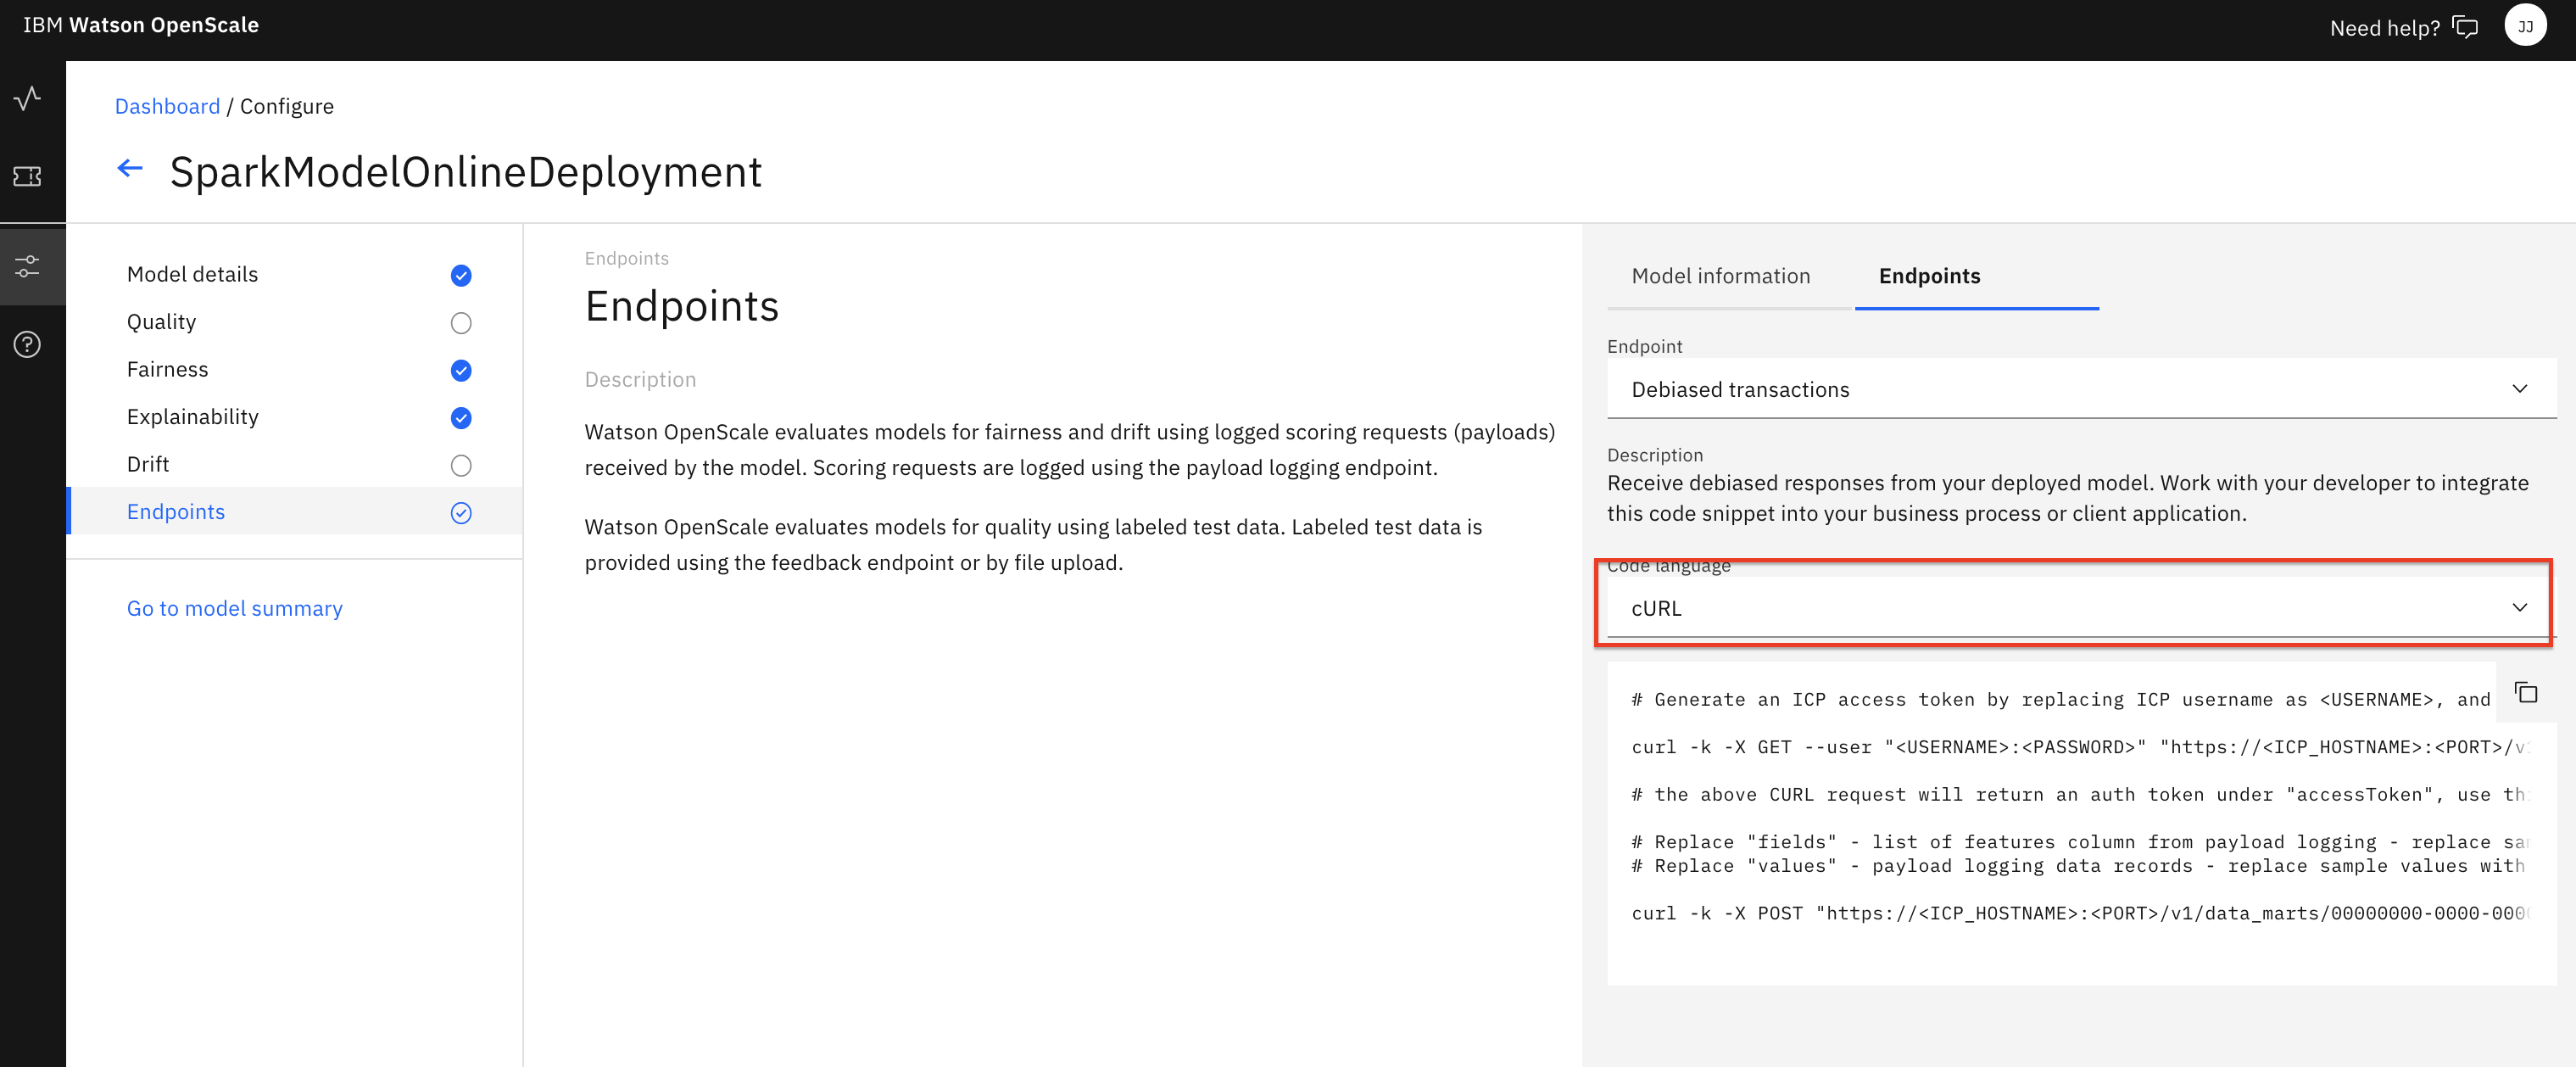 IBM Watson OpenScale
Need help?
JJ
Dashboard / Configure
SparkModelOnlineDeployment
Model details
Quality
Fairness
Explainability
Drift
Endpoints
Go to model summary
Endpoints
Endpoints
Description
Watson OpenScale evaluates models for fairness and drift using logged scoring requests (payloads)
received by the model. Scoring requests are logged using the payload logging endpoint.
Watson OpenScale evaluates models for quality using labeled test data. Labeled test data is
provided using the feedback endpoint or by file upload.
Model information
Endpoints
Endpoint
Debiased transactions
Description
Receive debiased responses from your deployed model. Work with your developer to integrate
this code snippet into your business process or client application.
Code language
cURL
# Generate an ICP access token by replacing ICP username as <USERNAME>, and
curl -k -X GET --user "<USERNAME>:<PASSWORD>" "https://<ICP_HOSTNAME>:<PORT>/v1
# the above CURL request will return an auth token under "accessToken", use
# Replace "fields" - list of features column from payload logging - replace
# Replace "values" - payload logging data records - replace sample values with
curl -k -X POST "https://<ICP_HOSTNAME>:<PORT>/v1/data_marts/00000000-0000-000